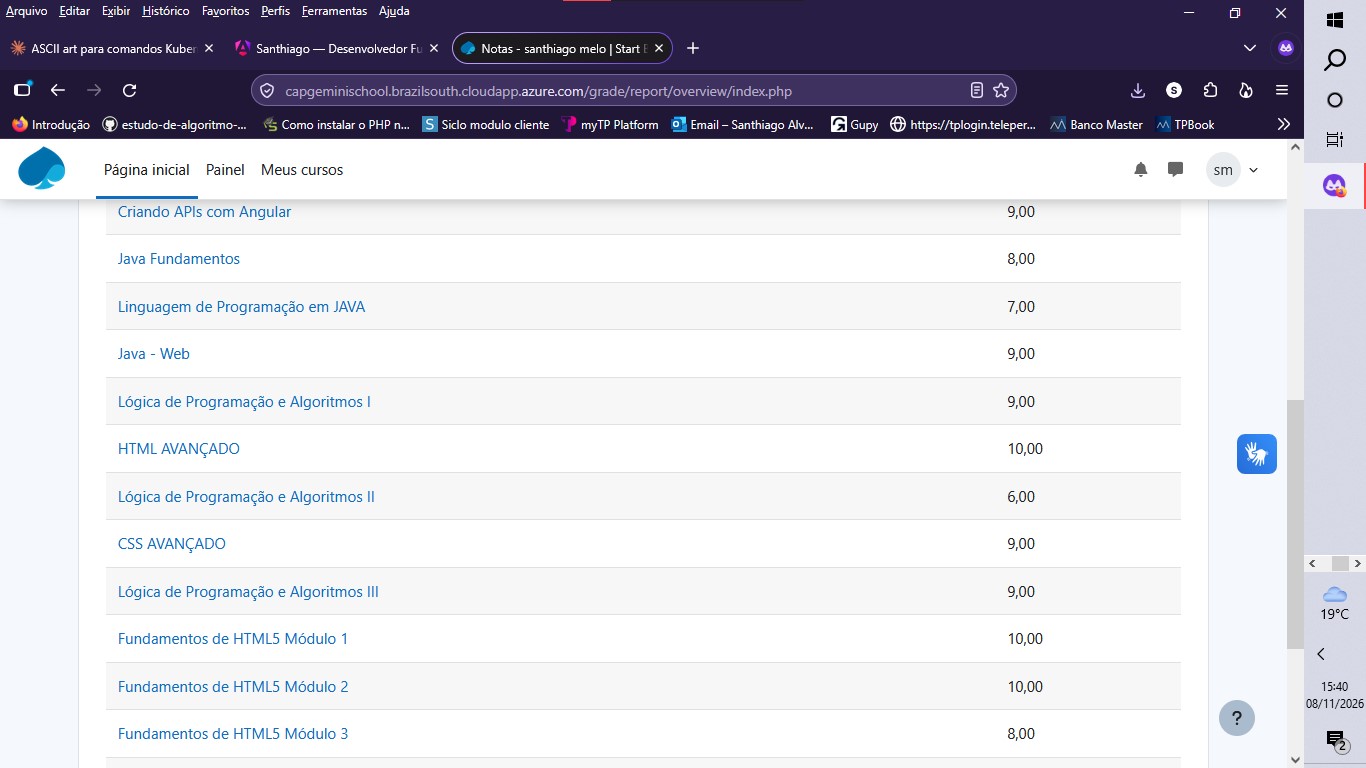 Arquivo Editar Exibir Histórico Favoritos Perfis Ferramentas Ajuda
ASCII art para comandos Kuber
Santhiago — Desenvolvedor Fu
Notas - santhiago melo | Start E
capgeminischool.brazilsouth.cloudapp.azure.com/grade/report/overview/index.php
S
Introdução
estudo-de-algoritmo-...
Como instalar o PHP n...
S Siclo modulo cliente
myTP Platform
Email – Santhiago Alv...
Gupy
https://tplogin.teleper...
Banco Master
TPBook
Página inicial Painel Meus cursos
sm
Criando APIs com Angular 9,00
Java Fundamentos 8,00
Linguagem de Programação em JAVA 7,00
Java - Web 9,00
Lógica de Programação e Algoritmos I 9,00
HTML AVANÇADO 10,00
Lógica de Programação e Algoritmos II 6,00
CSS AVANÇADO 9,00
Lógica de Programação e Algoritmos III 9,00
Fundamentos de HTML5 Módulo 1 10,00
Fundamentos de HTML5 Módulo 2 10,00
Fundamentos de HTML5 Módulo 3 8,00
?
19°C
15:40
08/11/2026
2